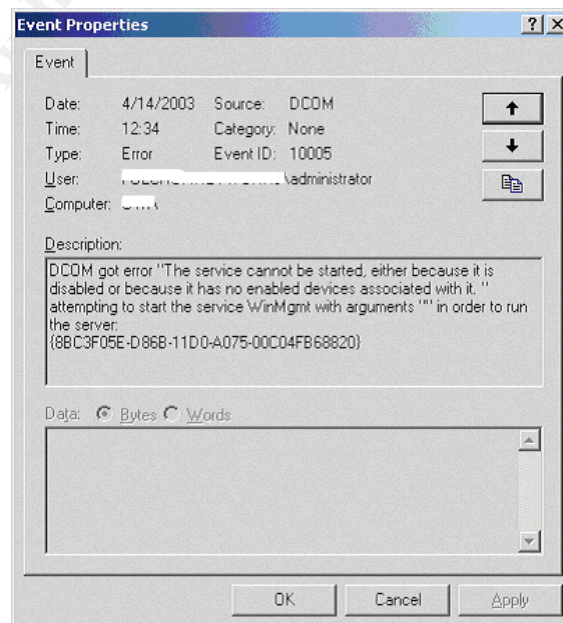 Event Properties
Event
Date: 4/14/2003 Source: DCOM
Time: 12:34 Category: None
Type: Error Event ID: 10005
User: \administrator
Computer:
Description:
DCOM got error "The service cannot be started, either because it is
disabled or because it has no enabled devices associated with it. "
attempting to start the service WinMgmt with arguments "" in order to run
the server:
{8BC3F05E-D86B-11D0-A075-00C04FB68820}
Data: Bytes Words
OK Cancel Apply